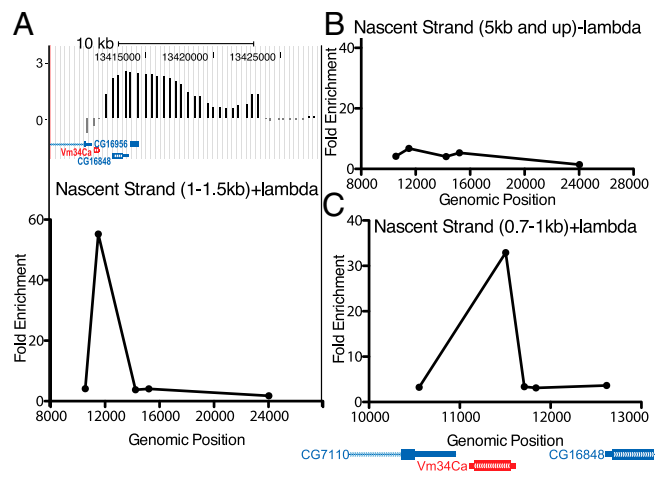 A
10 kb
13415000 13420000 13425000
3
0
CG16956
Vm34Ca
CG16848
Nascent Strand (1-1.5kb)+lambda
Fold Enrichment
60
40
20
0
8000 12000 16000 20000 24000
Genomic Position
B
Nascent Strand (5kb and up)-lambda
Fold Enrichment
40
20
0
8000 12000 16000 20000 24000 28000
Genomic Position
C
Nascent Strand (0.7-1kb)+lambda
Fold Enrichment
40
30
20
10
0
10000 11000 12000 13000
Genomic Position
CG7110
Vm34Ca
CG16848